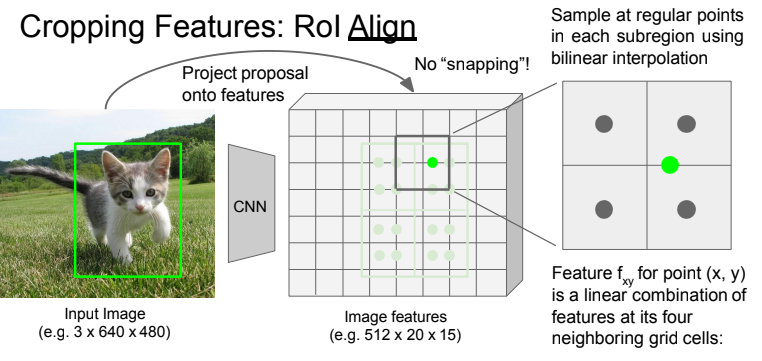 Cropping Features: RoI Align
Project proposal
onto features
No “snapping”!
Sample at regular points
in each subregion using
bilinear interpolation
CNN
Input Image
(e.g. 3 x 640 x 480)
Image features
(e.g. 512 x 20 x 15)
Feature fxy for point (x, y)
is a linear combination of
features at its four
neighboring grid cells: